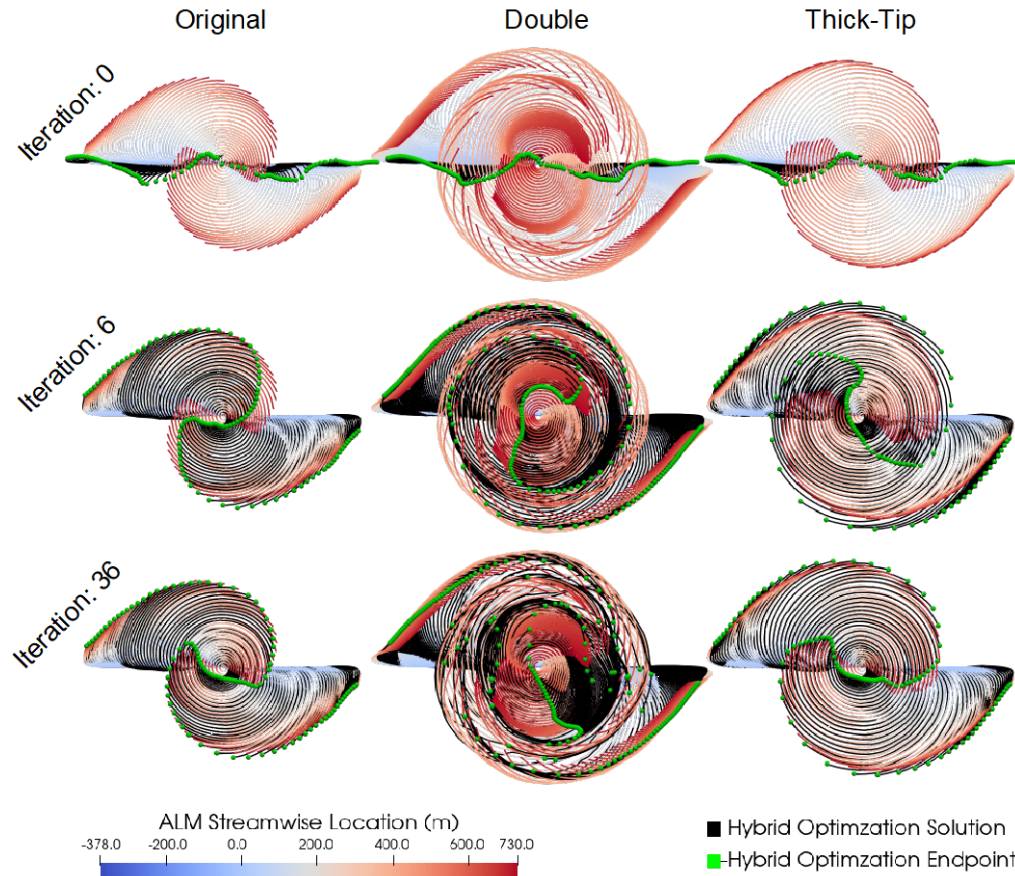 Original Double Thick-Tip
Iteration: 0
Iteration: 6
Iteration: 36
ALM Streamwise Location (m)
-378.0 -200.0 0.0 200.0 400.0 600.0 730.0
Hybrid Optimzation Solution
Hybrid Optimzation Endpoint